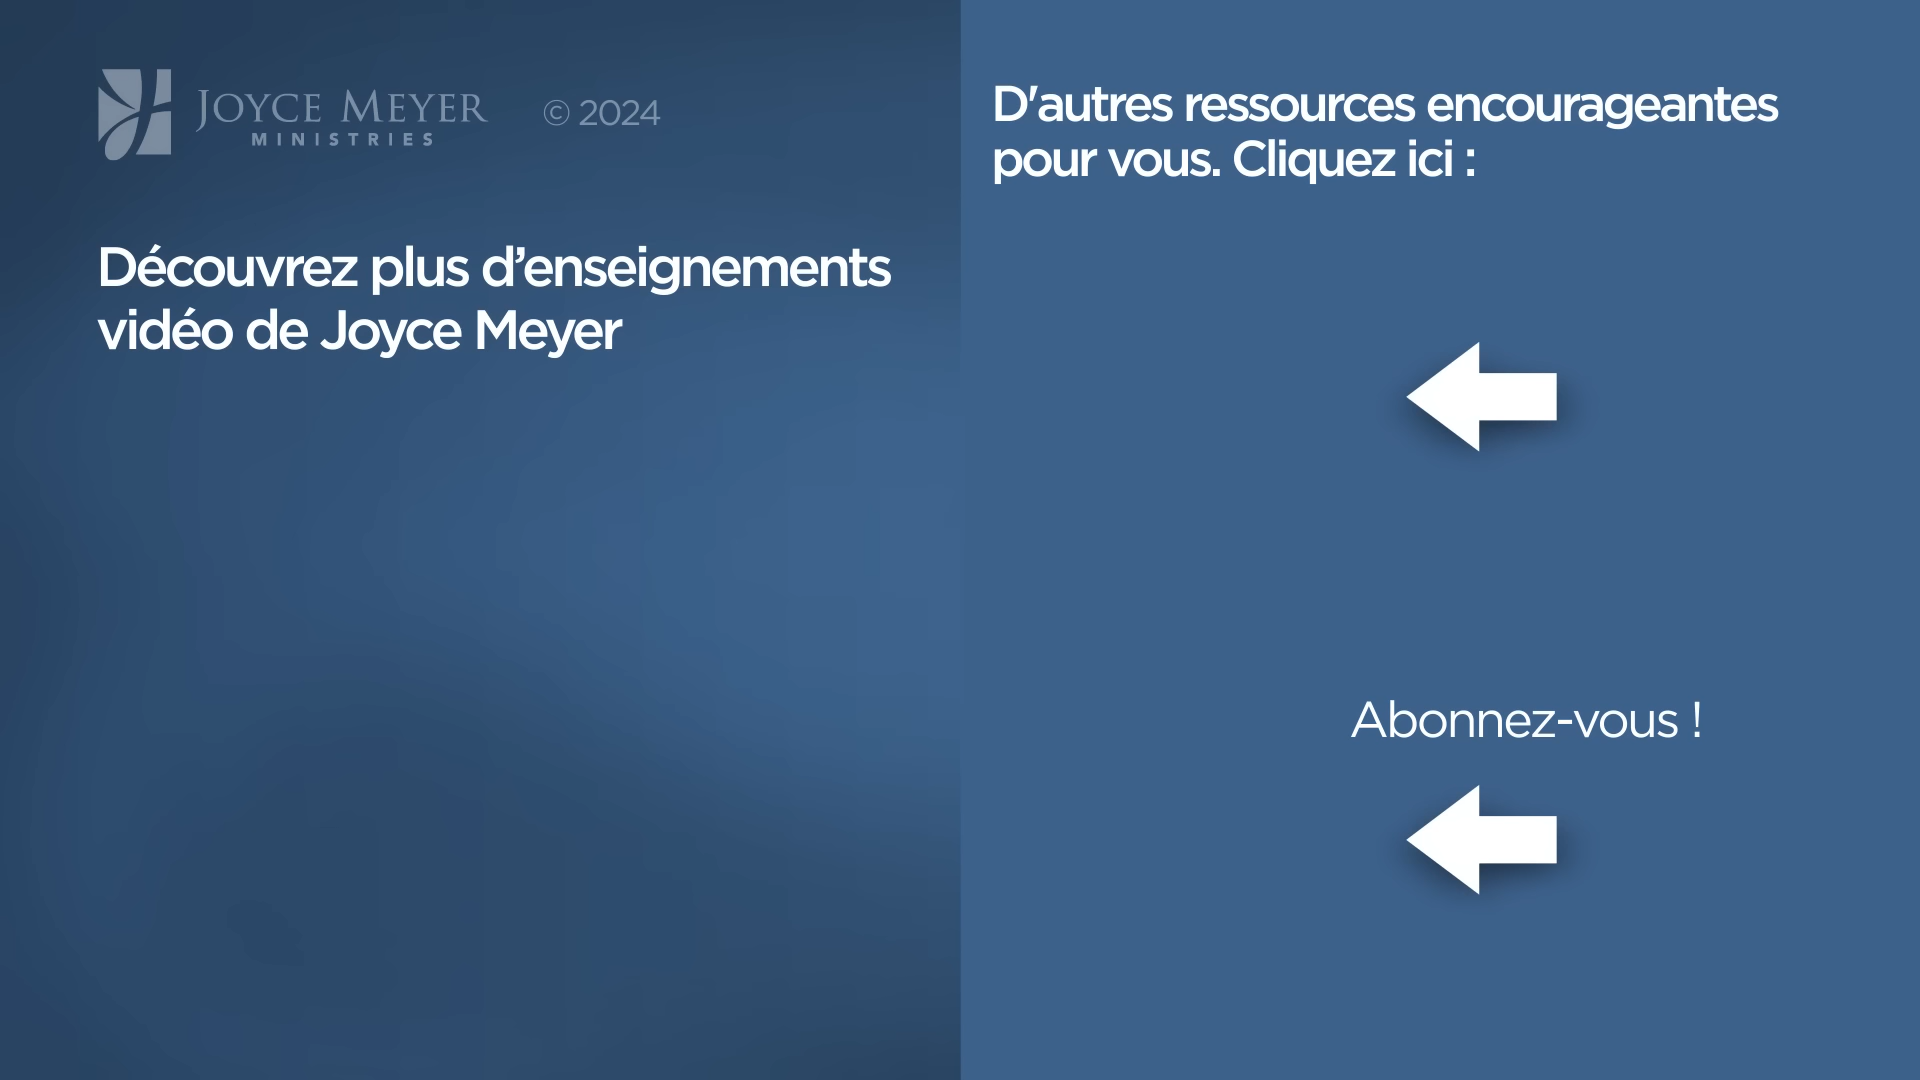 JOYCE MEYER
MINISTRIES
© 2024
Découvrez plus d’enseignements
vidéo de Joyce Meyer
D'autres ressources encourageantes
pour vous. Cliquez ici :
Abonnez-vous !